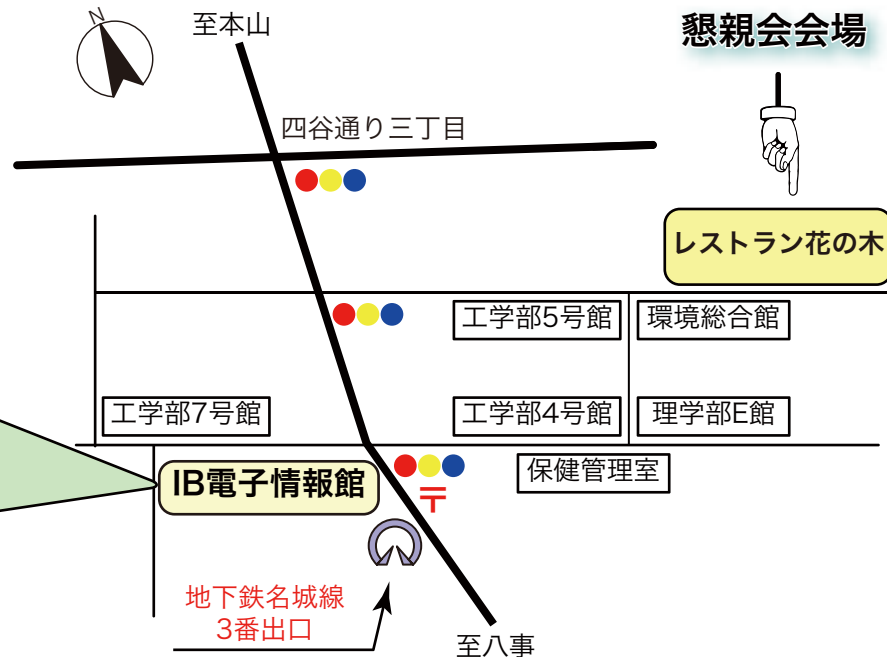 N
至本山
懇親会会場
四谷通り三丁目
レストラン花の木
工学部5号館
環境総合館
工学部7号館
工学部4号館
理学部E館
IB電子情報館
保健管理室
〒
地下鉄名城線
3番出口
至八事